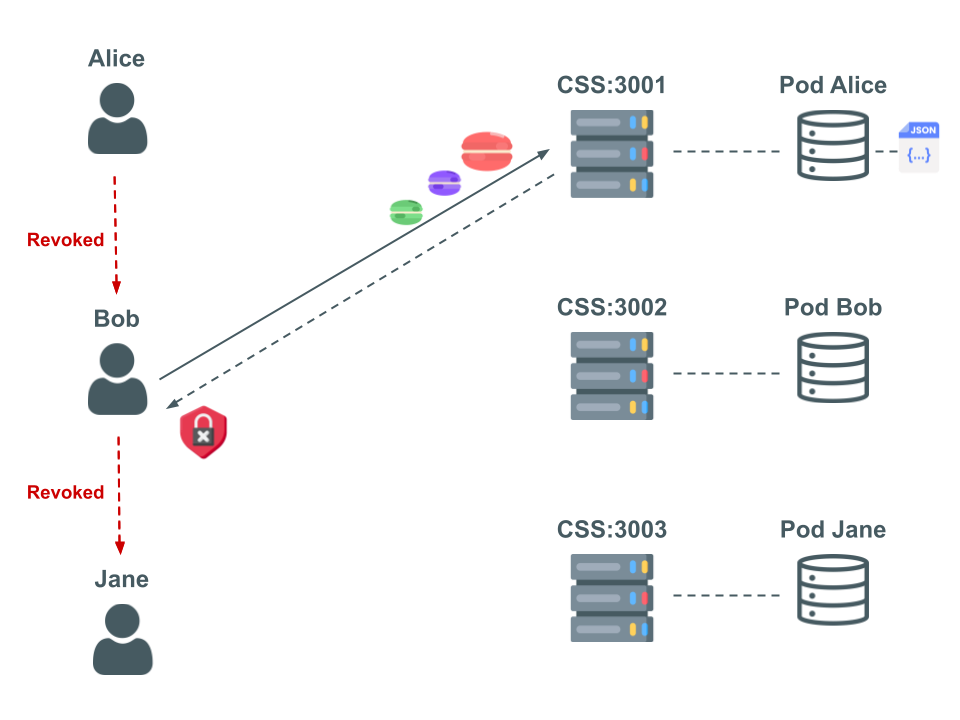 Alice
CSS:3001
Pod Alice
JSON
{...}
Revoked
Bob
CSS:3002
Pod Bob
Revoked
Jane
CSS:3003
Pod Jane